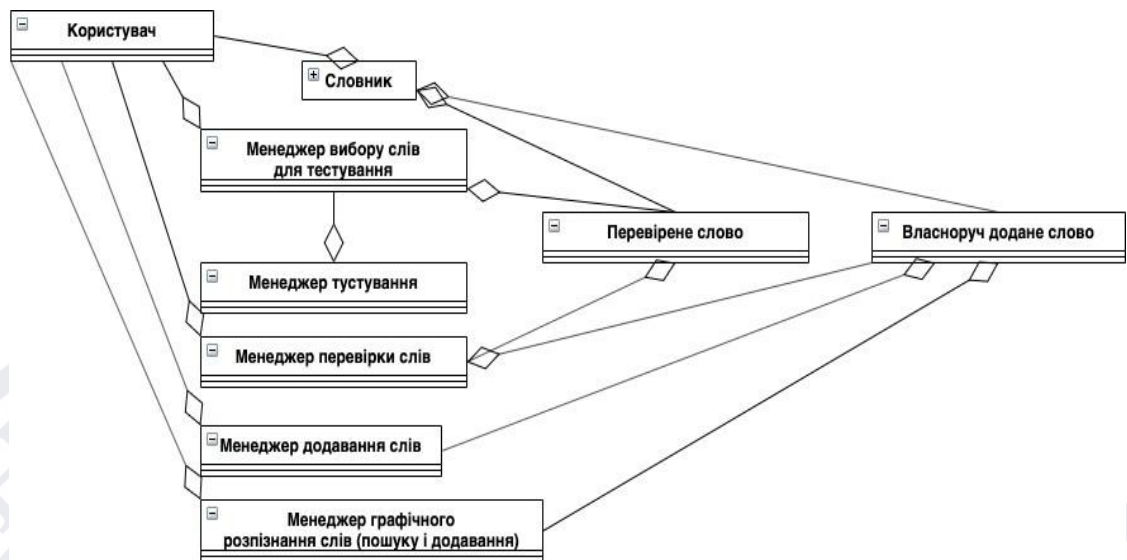 Користувач
Словник
Менеджер вибору слів
для тестування
Перевірене слово
Власноруч додане слово
Менеджер тустування
Менеджер перевірки слів
Менеджер додавання слів
Менеджер графічного
розпізнання слів (пошуку і додавання)